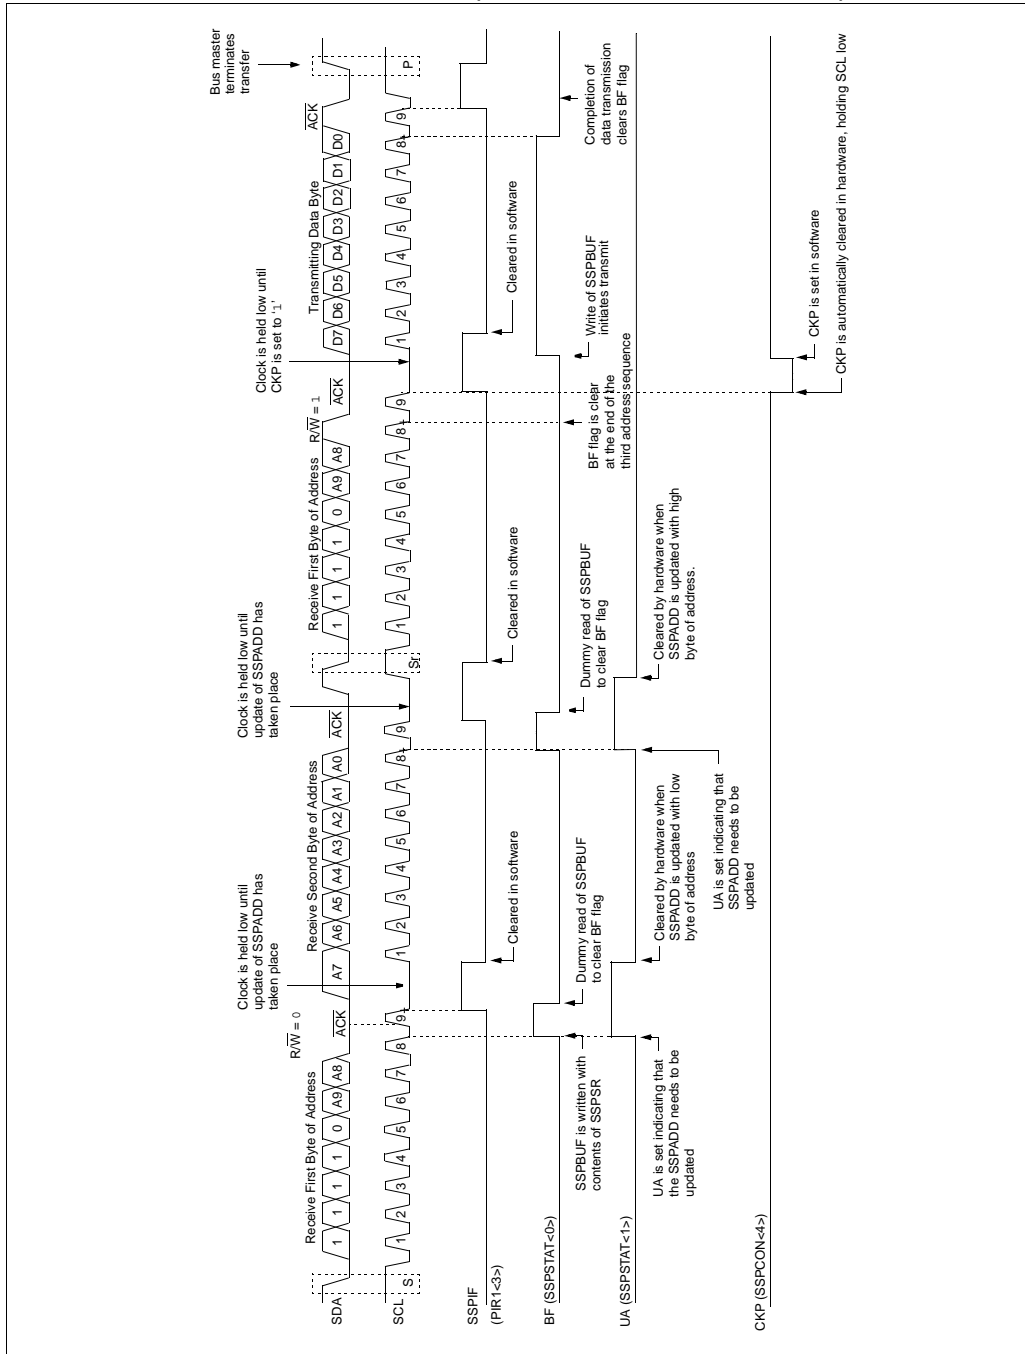 Bus master
terminates
transfer
Clock is held low until
update of SSPADD has
taken place
Clock is held low until
update of SSPADD has
taken place
Clock is held low until
CKP is set to ‘1’
R/W = 0
R/W = 1
Receive First Byte of Address
ACK
Receive Second Byte of Address
ACK
Receive First Byte of Address
ACK
Transmitting Data Byte
ACK
SDA
1 1 1 1 0 A9 A8
A7 A6 A5 A4 A3 A2 A1 A0
1 1 1 1 0 A9 A8
D7 D6 D5 D4 D3 D2 D1 D0
SCL
S
1 2 3 4 5 6 7 8 9
1 2 3 4 5 6 7 8 9
Sr
1 2 3 4 5 6 7 8 9
1 2 3 4 5 6 7 8 9
P
SSPIF
(PIR1<3>)
Cleared in software
Cleared in software
Cleared in software
BF (SSPSTAT<0>)
SSPBUF is written with
contents of SSPSR
Dummy read of SSPBUF
to clear BF flag
Dummy read of SSPBUF
to clear BF flag
BF flag is clear
at the end of the
third address sequence
Write of SSPBUF
initiates transmit
Completion of
data transmission
clears BF flag
UA (SSPSTAT<1>)
UA is set indicating that
the SSPADD needs to be
updated
Cleared by hardware when
SSPADD is updated with low
byte of address
UA is set indicating that
SSPADD needs to be
updated
Cleared by hardware when
SSPADD is updated with high
byte of address.
CKP (SSPCON<4>)
CKP is set in software
CKP is automatically cleared in hardware, holding SCL low